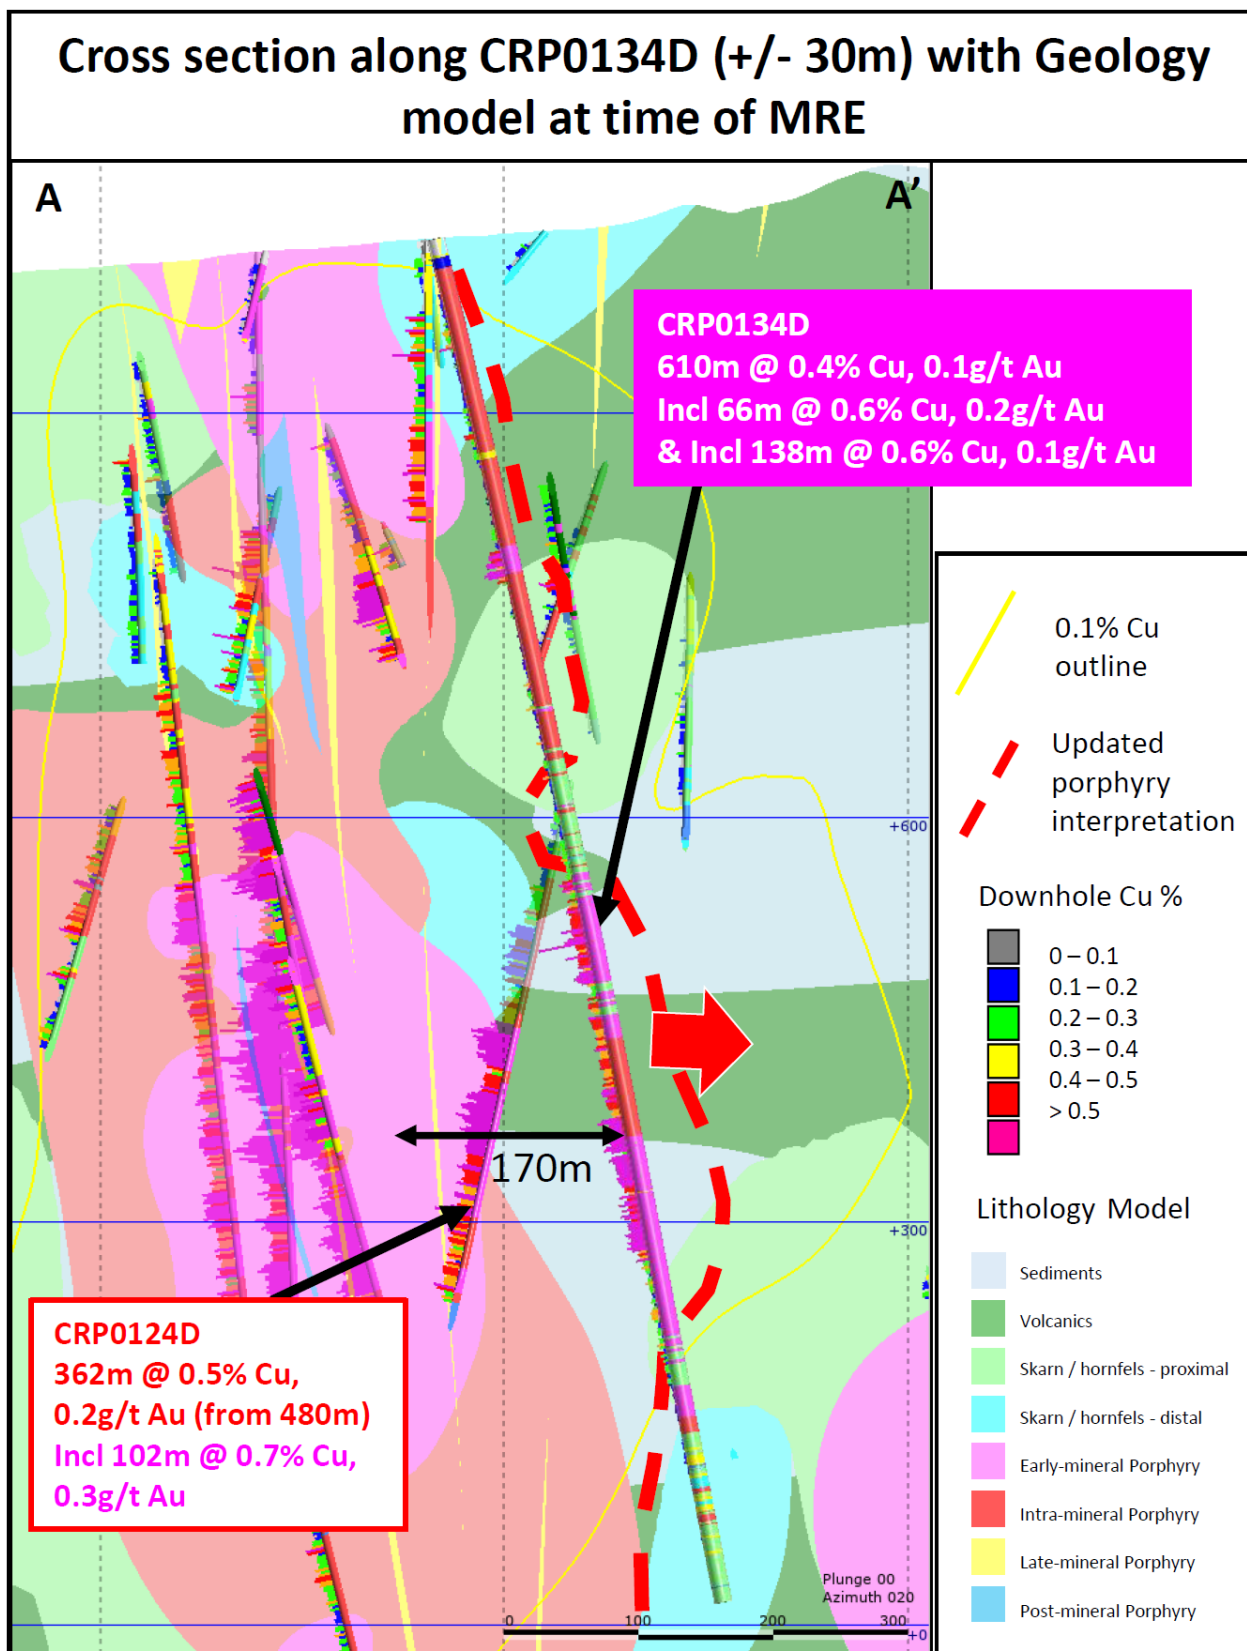 Cross section along CRP0134D (+/- 30m) with Geology
model at time of MRE
A
A’
CRP0134D
610m @ 0.4% Cu, 0.1g/t Au
Incl 66m @ 0.6% Cu, 0.2g/t Au
& Incl 138m @ 0.6% Cu, 0.1g/t Au
0.1% Cu
outline
Updated
porphyry
interpretation
+600
Downhole Cu %
0 – 0.1
0.1 – 0.2
0.2 – 0.3
0.3 – 0.4
0.4 – 0.5
> 0.5
170m
+300
Lithology Model
Sediments
Volcanics
Skarn / hornfels - proximal
Skarn / hornfels - distal
Early-mineral Porphyry
Intra-mineral Porphyry
Late-mineral Porphyry
Post-mineral Porphyry
CRP0124D
362m @ 0.5% Cu,
0.2g/t Au (from 480m)
Incl 102m @ 0.7% Cu,
0.3g/t Au
Plunge 00
Azimuth 020
0 100 200 300
+0